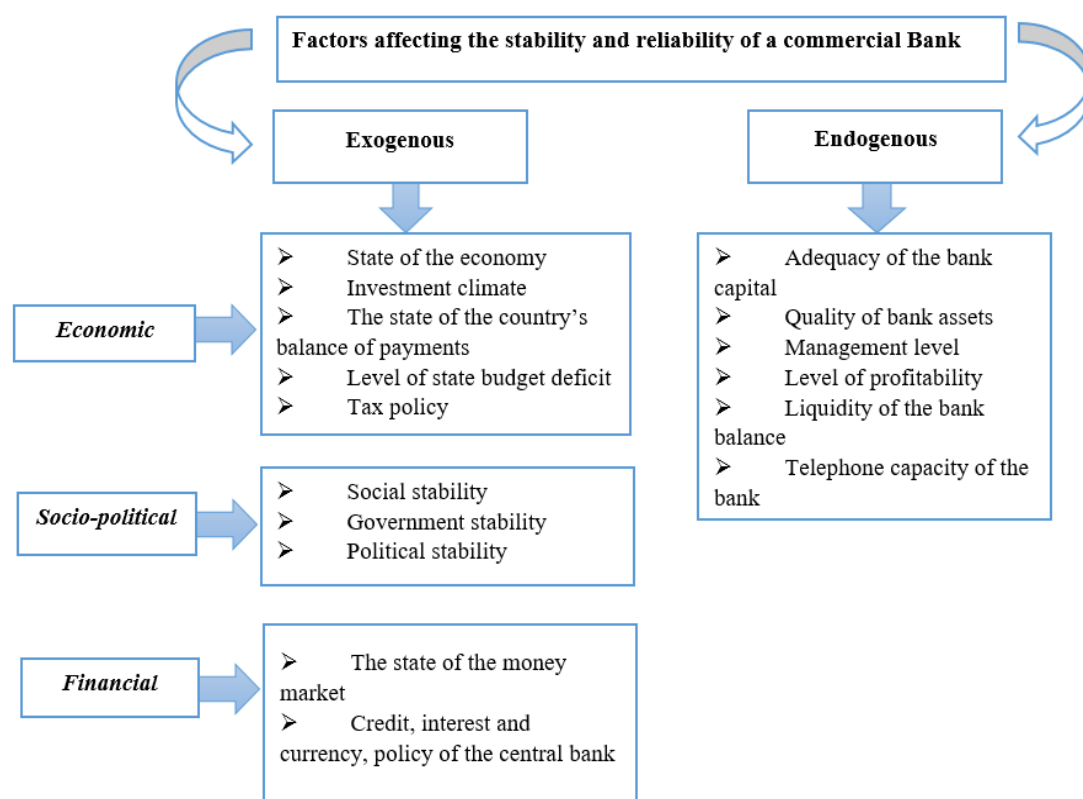 Factors affecting the stability and reliability of a commercial Bank
Exogenous
Endogenous
Economic
➢ State of the economy
➢ Investment climate
➢ The state of the country’s
balance of payments
➢ Level of state budget deficit
➢ Tax policy
➢ Adequacy of the bank
capital
➢ Quality of bank assets
➢ Management level
➢ Level of profitability
➢ Liquidity of the bank
balance
➢ Telephone capacity of the
bank
Socio-political
➢ Social stability
➢ Government stability
➢ Political stability
Financial
➢ The state of the money
market
➢ Credit, interest and
currency, policy of the central bank